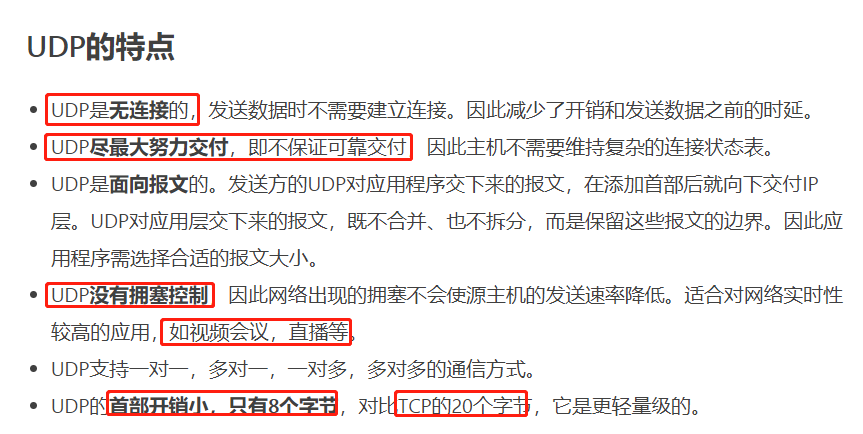 UDP的特点
UDP是无连接的，发送数据时不需要建立连接。因此减少了开销和发送数据之前的时延。
UDP尽最大努力交付，即不保证可靠交付 因此主机不需要维持复杂的连接状态表。
UDP是面向报文的。发送方的UDP对应用程序交下来的报文，在添加首部后就向下交付IP
层。UDP对应用层交下来的报文，既不合并、也不拆分，而是保留这些报文的边界。因此应
用程序需选择合适的报文大小。
UDP没有拥塞控制 因此网络出现的拥塞不会使源主机的发送速率降低。适合对网络实时性
较高的应用，如视频会议，直播等。
UDP支持一对一，多对一，一对多，多对多的通信方式。
UDP的首部开销小，只有8个字节，对比TCP的20个字节，它是更轻量级的。